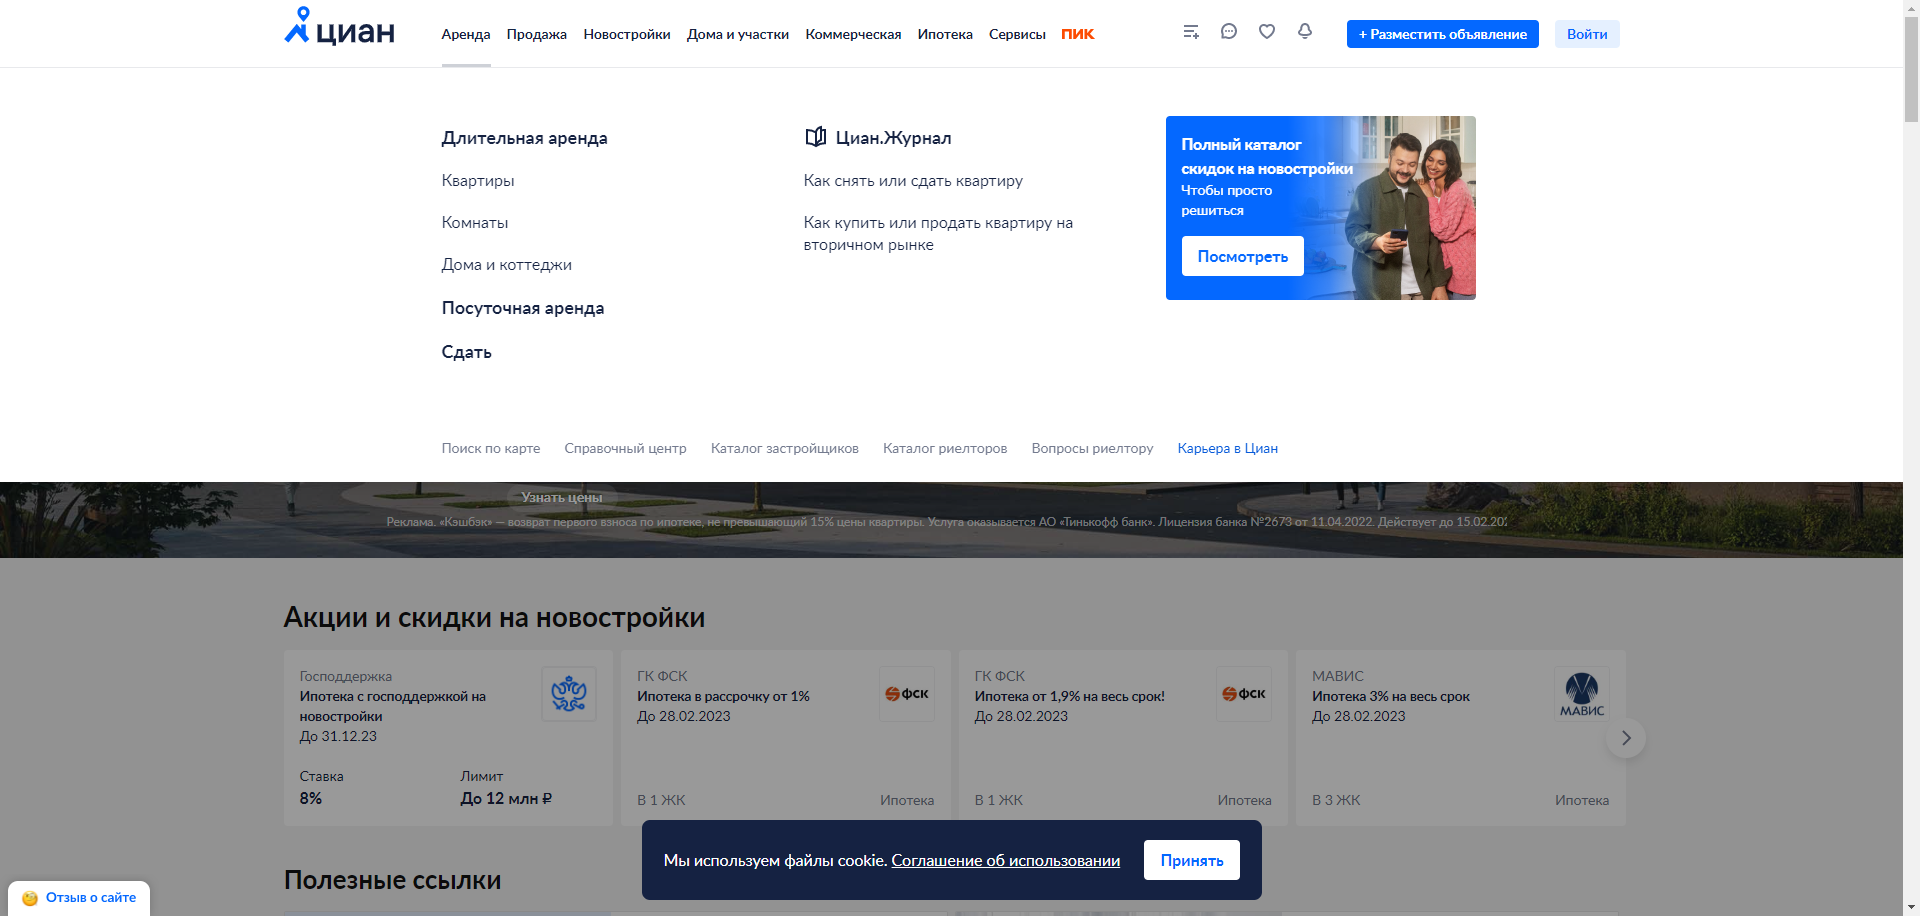 циан
Аренда Продажа Новостройки Дома и участки Коммерческая Ипотека Сервисы ПИК
+ Разместить объявление
Войти
Длительная аренда
Квартиры
Комнаты
Дома и коттеджи
Посуточная аренда
Сдать
Циан.Журнал
Как снять или сдать квартиру
Как купить или продать квартиру на
вторичном рынке
Полный каталог
скидок на новостройки
Чтобы просто
решиться
Посмотреть
Поиск по карте Справочный центр Каталог застройщиков Каталог риелторов Вопросы риелтору Карьера в Циан
Узнать цены
Реклама. «Кэшбэк» — возврат первого взноса по ипотеке, не превышающий 15% цены квартиры. Услуга оказывается АО «Тинькофф банк». Лицензия банка №2673 от 11.04.2022. Действует до 15.02.202
Акции и скидки на новостройки
Господдержка
Ипотека с господдержкой на
новостройки
До 31.12.23
Ставка Лимит
8% До 12 млн ₽
ГК ФСК
Ипотека в рассрочку от 1%
До 28.02.2023
ФСК
В 1 ЖК Ипотека
ГК ФСК
Ипотека от 1,9% на весь срок!
До 28.02.2023
ФСК
В 1 ЖК Ипотека
МАВИС
Ипотека 3% на весь срок
До 28.02.2023
МАВИС
В 3 ЖК Ипотека
Мы используем файлы cookie. Соглашение об использовании
Принять
Полезные ссылки
Отзыв о сайте